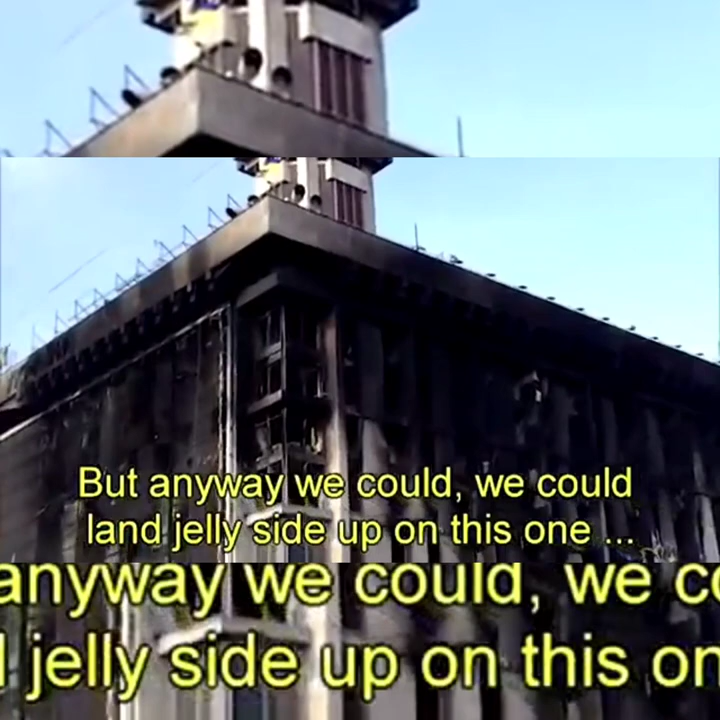 But anyway we could, we could
land jelly side up on this one ...
anyway we could, we co
jelly side up on this on